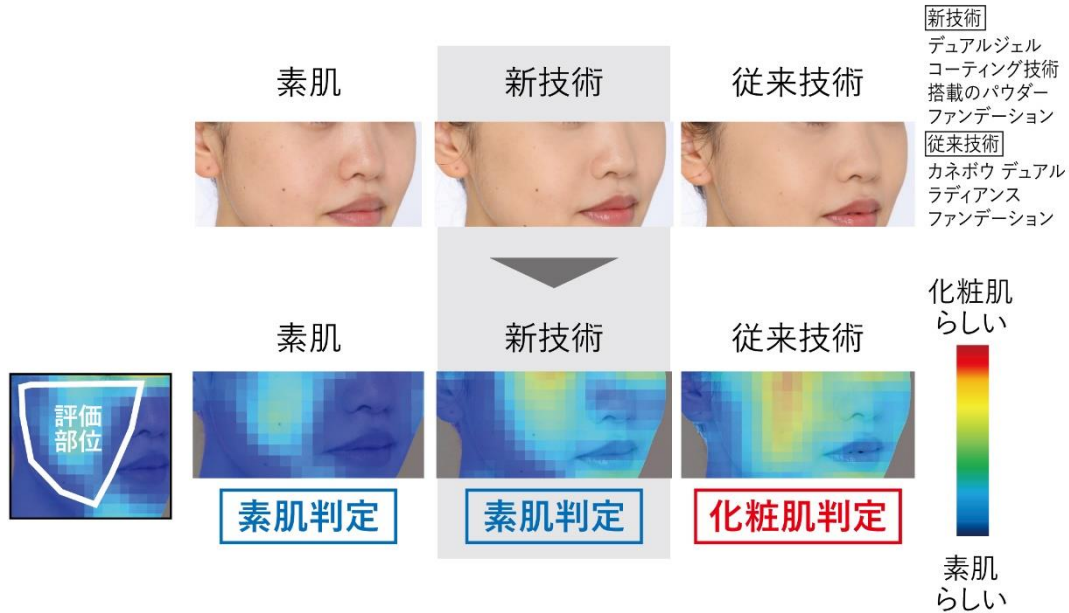 素肌
新技術
従来技術
新技術
デュアルジェル
コーティング技術
搭載のパウダー
ファンデーション
従来技術
カネボウ デュアル
ラディアンス
ファンデーション
素肌
新技術
従来技術
評価
部位
素肌判定
素肌判定
化粧肌判定
化粧肌
らしい
素肌
らしい